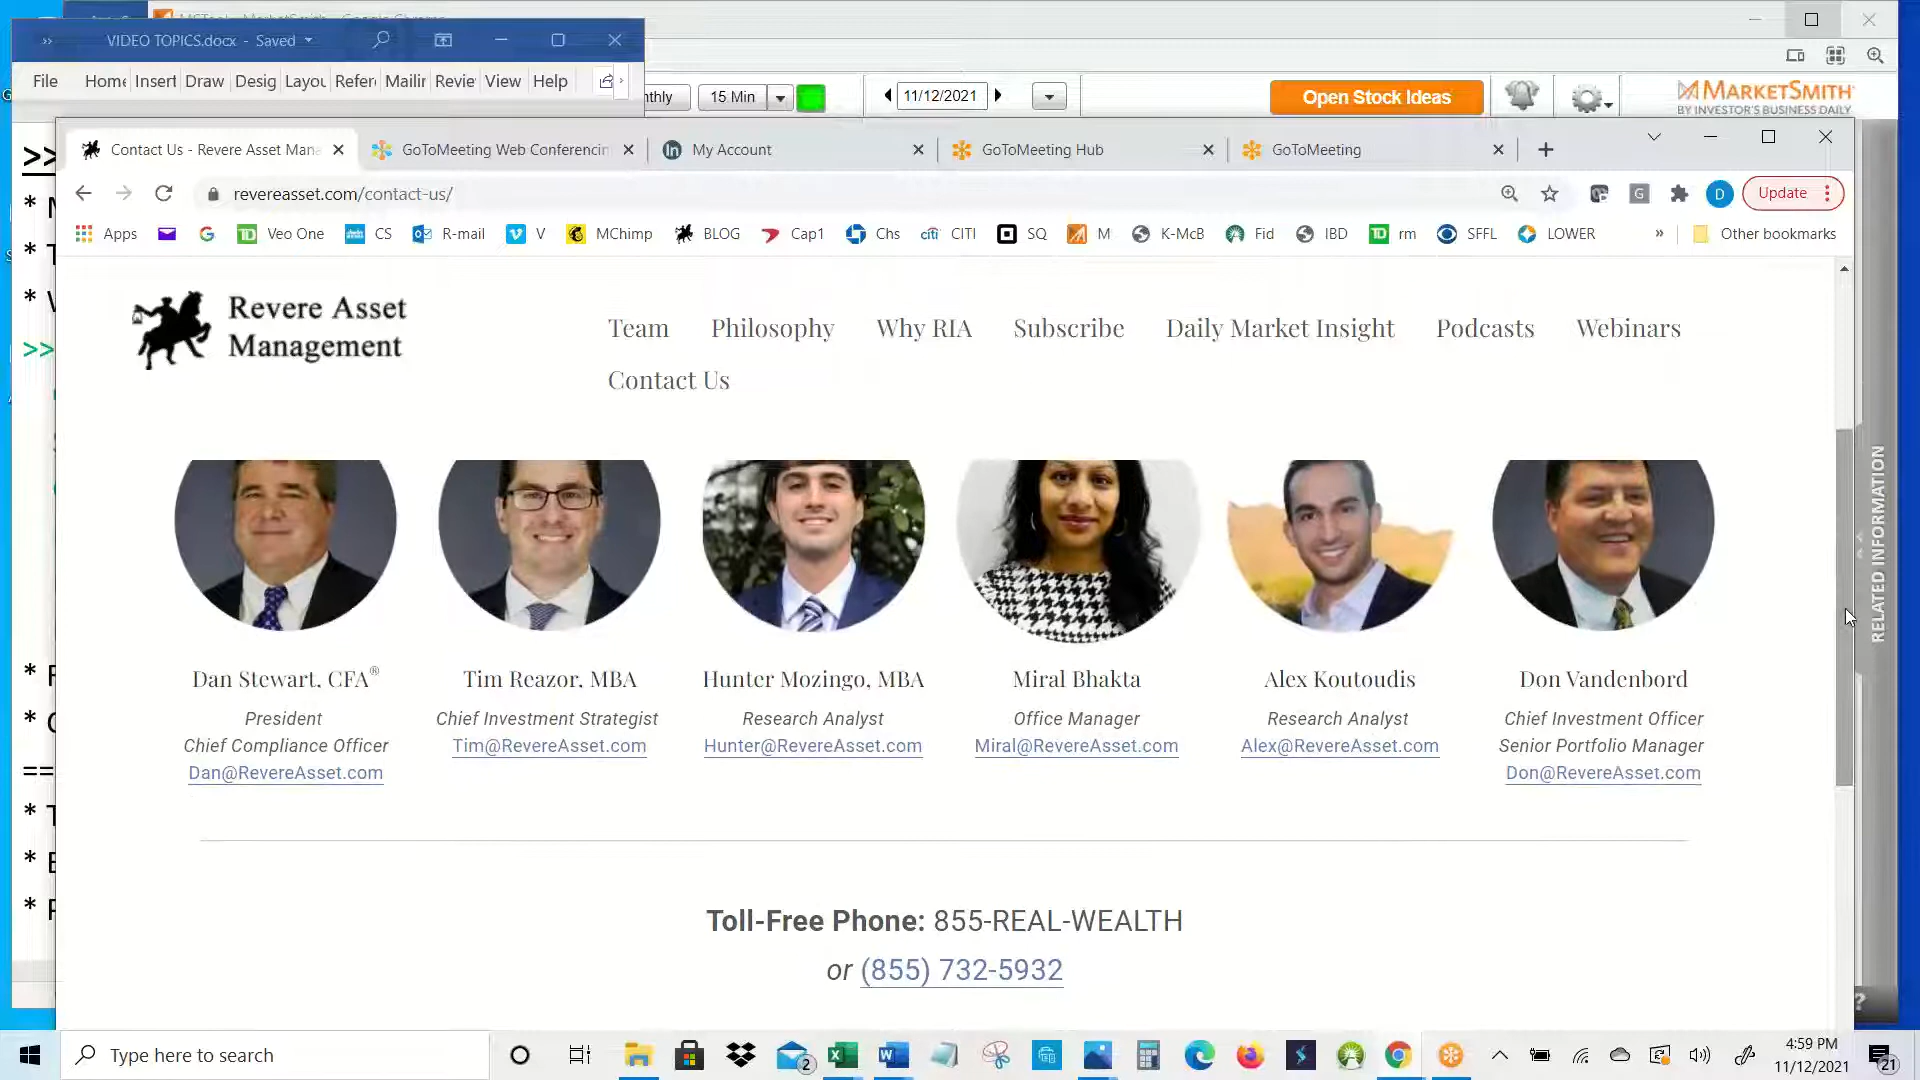 VIDEO TOPICS.docx - Saved
File Home Insert Draw Desig Layou Referi Mailin Revie View Help
nthly 15 Min 11/12/2021 Open Stock Ideas MARKETSMITH
BY INVESTOR'S BUSINESS DAILY
Contact Us - Revere Asset Mana GoToMeeting Web Conferencin My Account GoToMeeting Hub GoToMeeting
revereasset.com/contact-us/ D Update
Apps Veo One CS R-mail V MChimp BLOG Cap1 Chs CITI SQ M K-McB Fid IBD rm SFFL LOWER » Other bookmarks
Revere Asset
Management
Team Philosophy Why RIA Subscribe Daily Market Insight Podcasts Webinars
Contact Us
RELATED INFORMATION
Dan Stewart, CFA® Tim Reazor, MBA Hunter Mozingo, MBA Miral Bhakta Alex Koutoudis Don Vandenbord
President Chief Investment Strategist Research Analyst Office Manager Research Analyst Chief Investment Officer
Chief Compliance Officer Tim@RevereAsset.com Hunter@RevereAsset.com Miral@RevereAsset.com Alex@RevereAsset.com Senior Portfolio Manager
Dan@RevereAsset.com Don@RevereAsset.com
Toll-Free Phone: 855-REAL-WEALTH
or (855) 732-5932
Type here to search 2 4:59 PM
11/12/2021 21